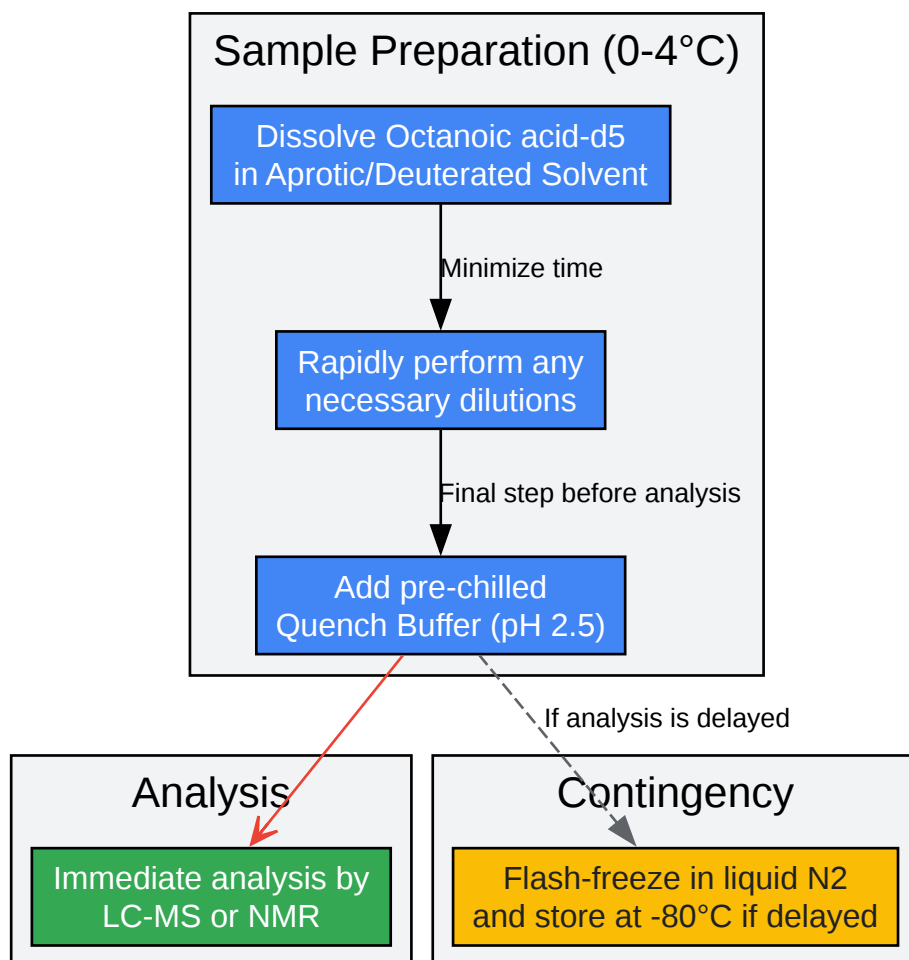 Sample Preparation (0-4°C)
Dissolve Octanoic acid-d5
in Aprotic/Deuterated Solvent
Minimize time
Rapidly perform any
necessary dilutions
Final step before analysis
Add pre-chilled
Quench Buffer (pH 2.5)
If analysis is delayed
Analysis
Immediate analysis by
LC-MS or NMR
Contingency
Flash-freeze in liquid N2
and store at -80°C if delayed